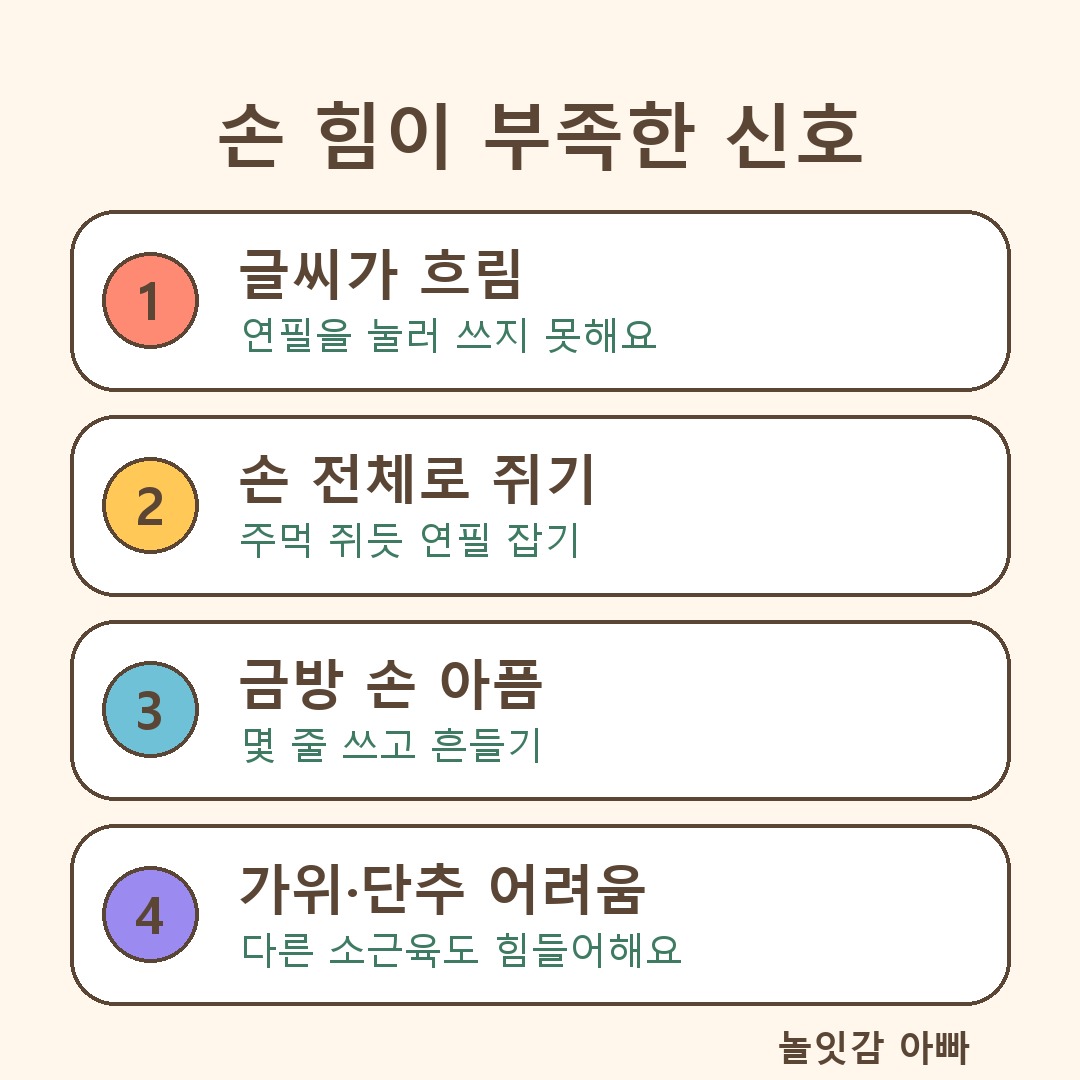 손 힘이 부족한 신호
1
글씨가 흐림
연필을 눌러 쓰지 못해요
2
손 전체로 쥐기
주먹 쥐듯 연필 잡기
3
금방 손 아픔
몇 줄 쓰고 흔들기
4
가위·단추 어려움
다른 소근육도 힘들어해요
놀잇감 아빠